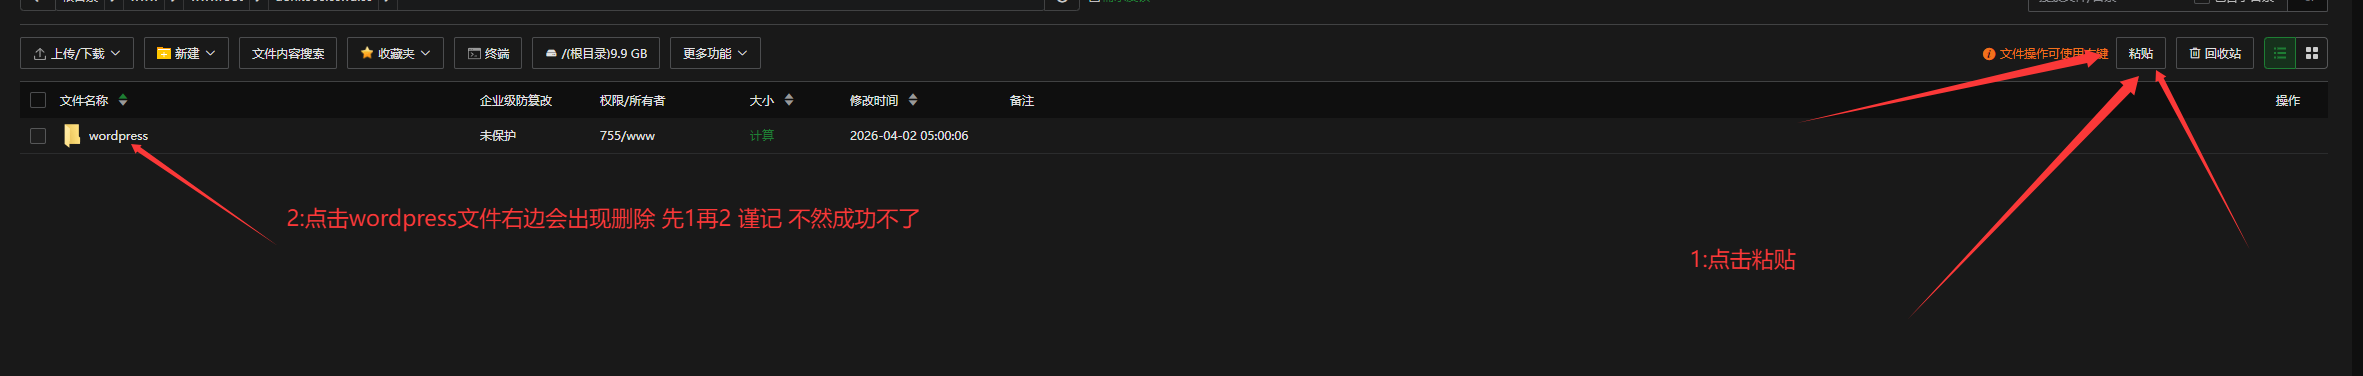 上传/下载 新建 文件内容搜索 收藏夹 终端 /(根目录)9.9 GB 更多功能 文件操作可使用 键 粘贴 回收站
文件名称 企业级防篡改 权限/所有者 大小 修改时间 备注 操作
wordpress 未保护 755/www 计算 2026-04-02 05:00:06
2:点击wordpress文件右边会出现删除 先1再2 谨记 不然成功不了
1:点击粘贴